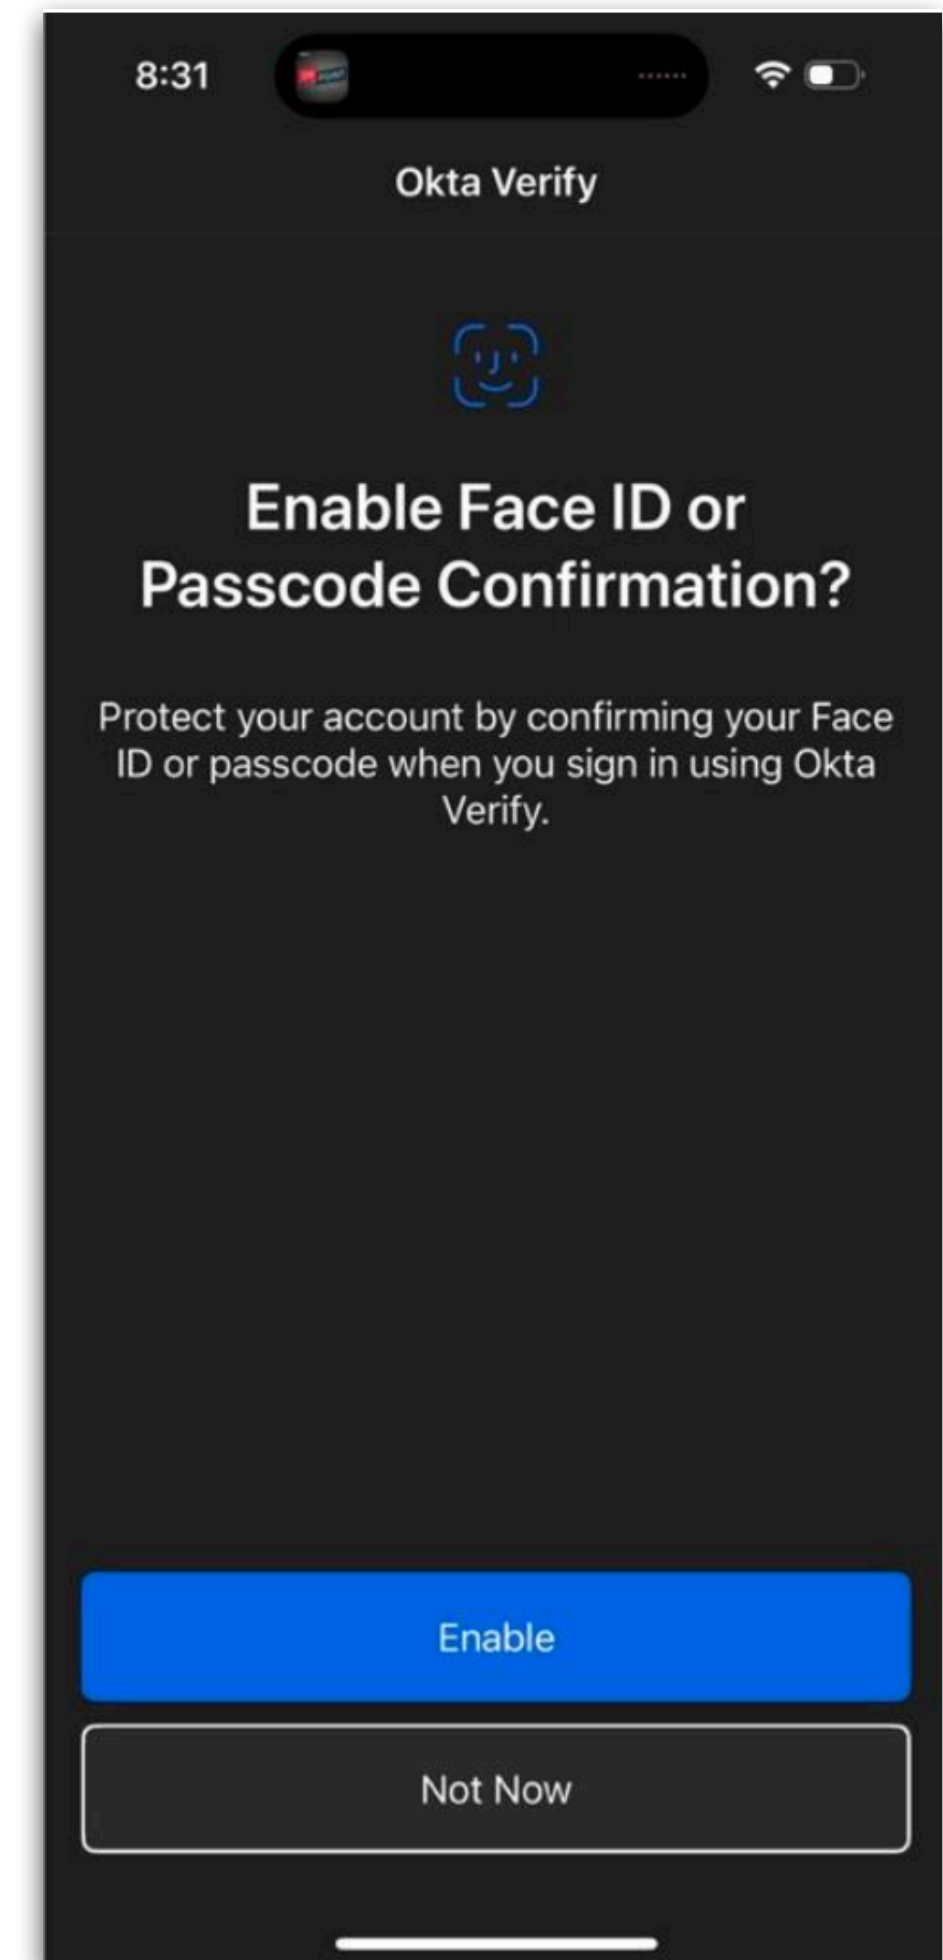 8:31
Okta Verify
Enable Face ID or
Passcode Confirmation?
Protect your account by confirming your Face
ID or passcode when you sign in using Okta
Verify.
Enable
Not Now